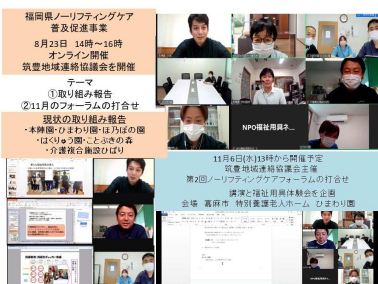 福岡県ノーリフティングケア
普及促進事業
8月23日　14時～16時
オンライン開催
筑豊地域連絡協議会を開催
テーマ
①取り組み報告
②11月のフォーラムの打合せ
現状の取り組み報告
・本陣園・ひまわり園・ほ乃ぼの園
・はくりゅう園・ことぶきの森
・介護複合施設ひばり
NPO福祉用具ネ...
11月6日(水)13時から開催予定
筑豊地域連絡協議会主催
第2回ノーリフティングケアフォーラムの打合せ
講演と福祉用具体験会を企画
会場　嘉麻市　特別養護老人ホーム　ひまわり園